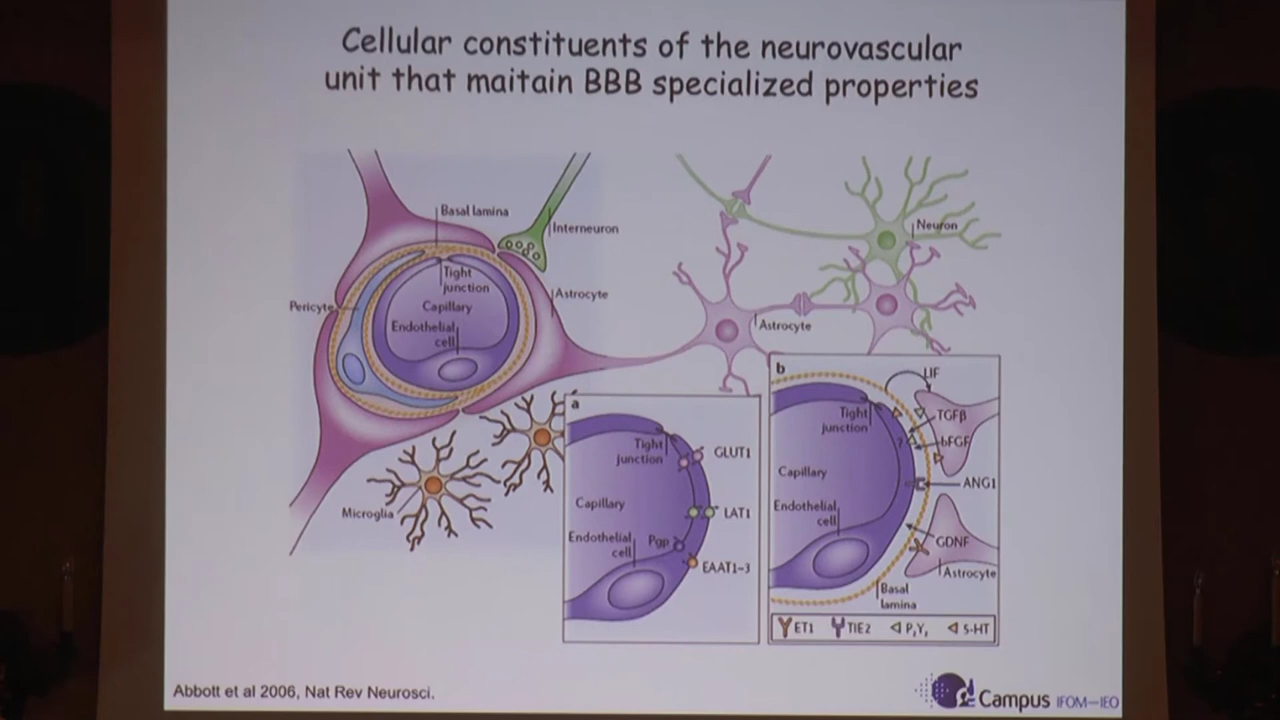 Cellular constituents of the neurovascular
unit that maitain BBB specialized properties
Basal lamina
Interneuron
Neuron
Tight
junction
Pericyte
Capillary
Astrocyte
Endothelial
cell
Astrocyte
Microglia
a
Tight
junction
GLUT1
Capillary
LAT1
Endothelial
cell
Pgp
EAAT1-3
b
LIF
Tight
junction
TGFβ
bFGF
?
Capillary
ANG1
Endothelial
cell
GDNF
Astrocyte
Basal
lamina
ET1
TIE2
P2Y2
5-HT
Abbott et al 2006, Nat Rev Neurosci.
Campus IFOM-IEO